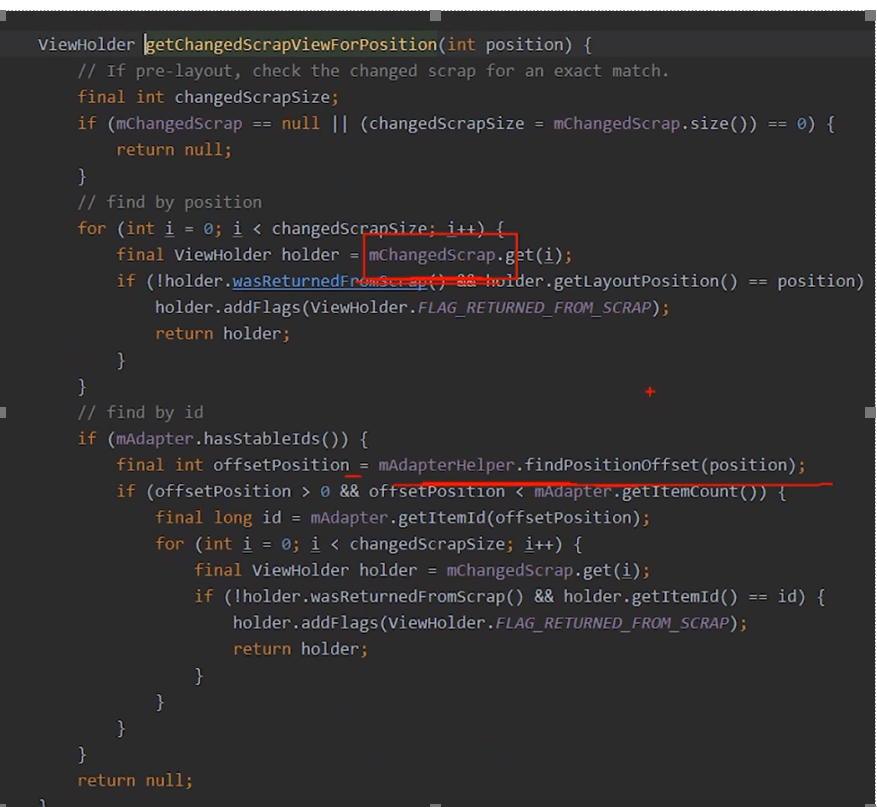 ViewHolder getChangedScrapViewForPosition(int position) {
// If pre-layout, check the changed scrap for an exact match.
final int changedScrapSize;
if (mChangedScrap == null || (changedScrapSize = mChangedScrap.size()) == 0) {
return null;
}
// find by position
for (int i = 0; i < changedScrapSize; i++) {
final ViewHolder holder = mChangedScrap.get(i);
if (!holder.wasReturnedFromScrap() && holder.getLayoutPosition() == position)
holder.addFlags(ViewHolder.FLAG_RETURNED_FROM_SCRAP);
return holder;
}
}
// find by id
if (mAdapter.hasStableIds()) {
final int offsetPosition = mAdapterHelper.findPositionOffset(position);
if (offsetPosition > 0 && offsetPosition < mAdapter.getItemCount()) {
final long id = mAdapter.getItemId(offsetPosition);
for (int i = 0; i < changedScrapSize; i++) {
final ViewHolder holder = mChangedScrap.get(i);
if (!holder.wasReturnedFromScrap() && holder.getItemId() == id) {
holder.addFlags(ViewHolder.FLAG_RETURNED_FROM_SCRAP);
return holder;
}
}
}
}
return null;
}